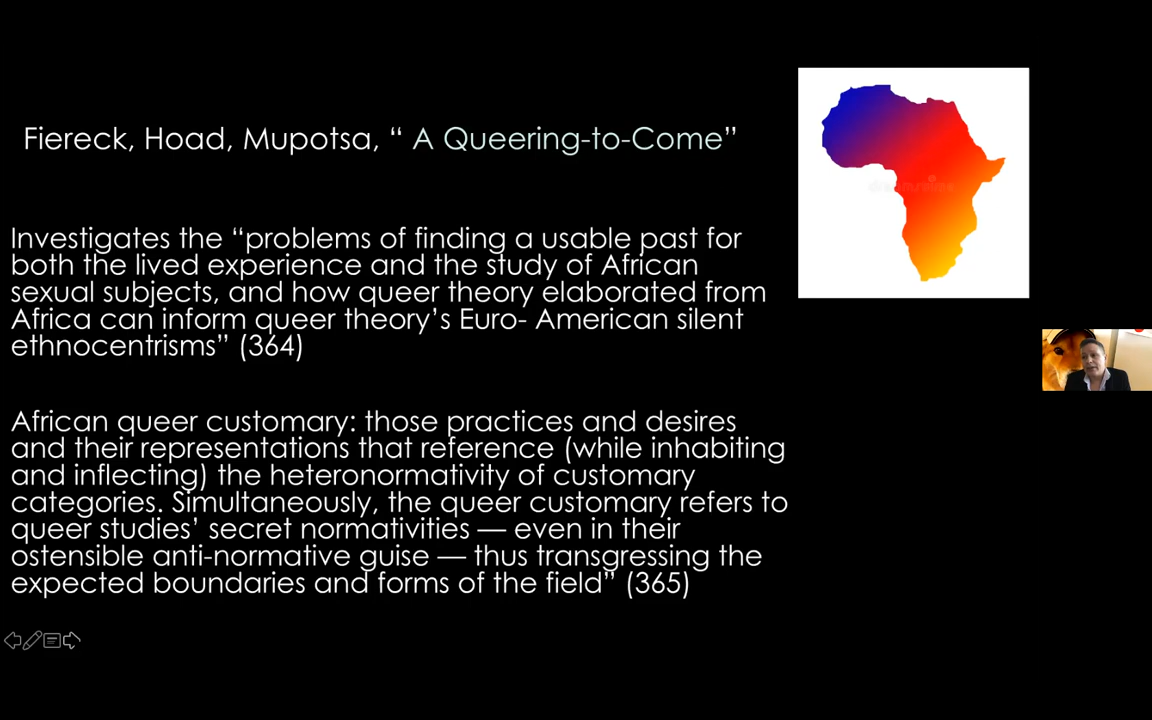 Fiereck, Hoad, Mupotsa, “ A Queering-to-Come”
Investigates the “problems of finding a usable past for
both the lived experience and the study of African
sexual subjects, and how queer theory elaborated from
Africa can inform queer theory’s Euro- American silent
ethnocentrisms” (364)
African queer customary: those practices and desires
and their representations that reference (while inhabiting
and inflecting) the heteronormativity of customary
categories. Simultaneously, the queer customary refers to
queer studies’ secret normativities — even in their
ostensible anti-normative guise — thus transgressing the
expected boundaries and forms of the field” (365)